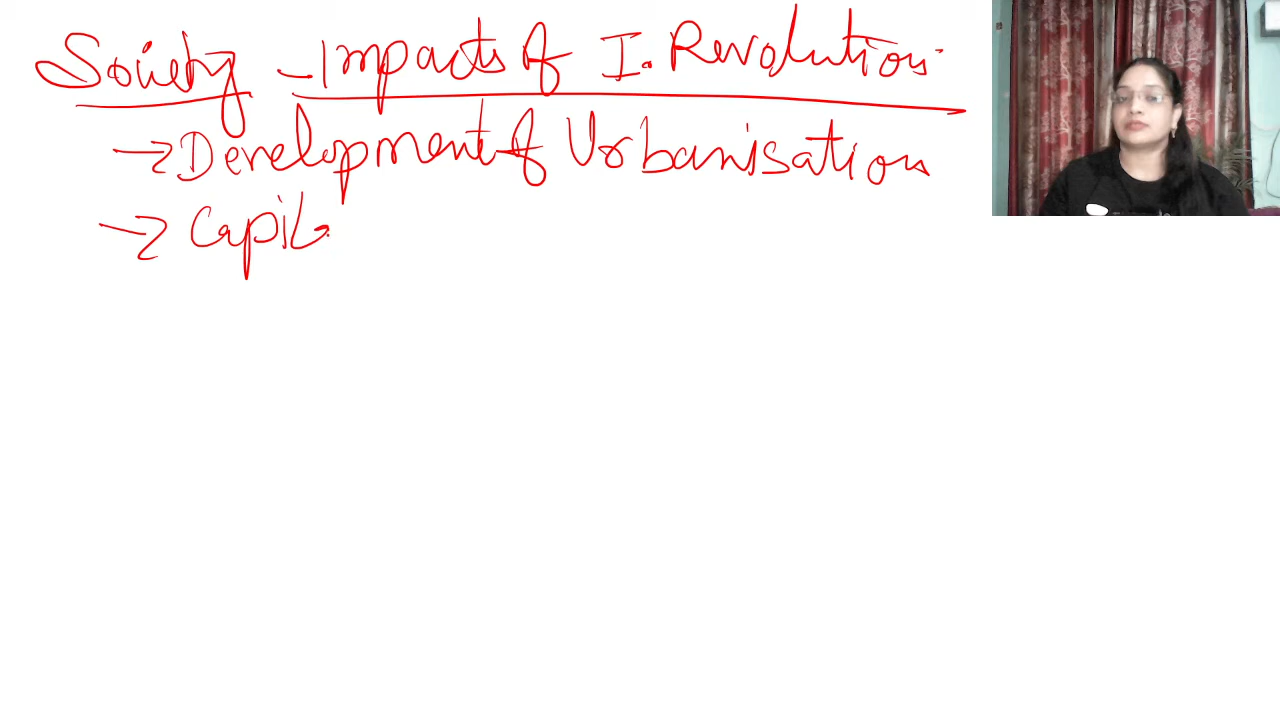 Society - Impacts of I. Revolution
→ Development of Urbanisation
→ Capit